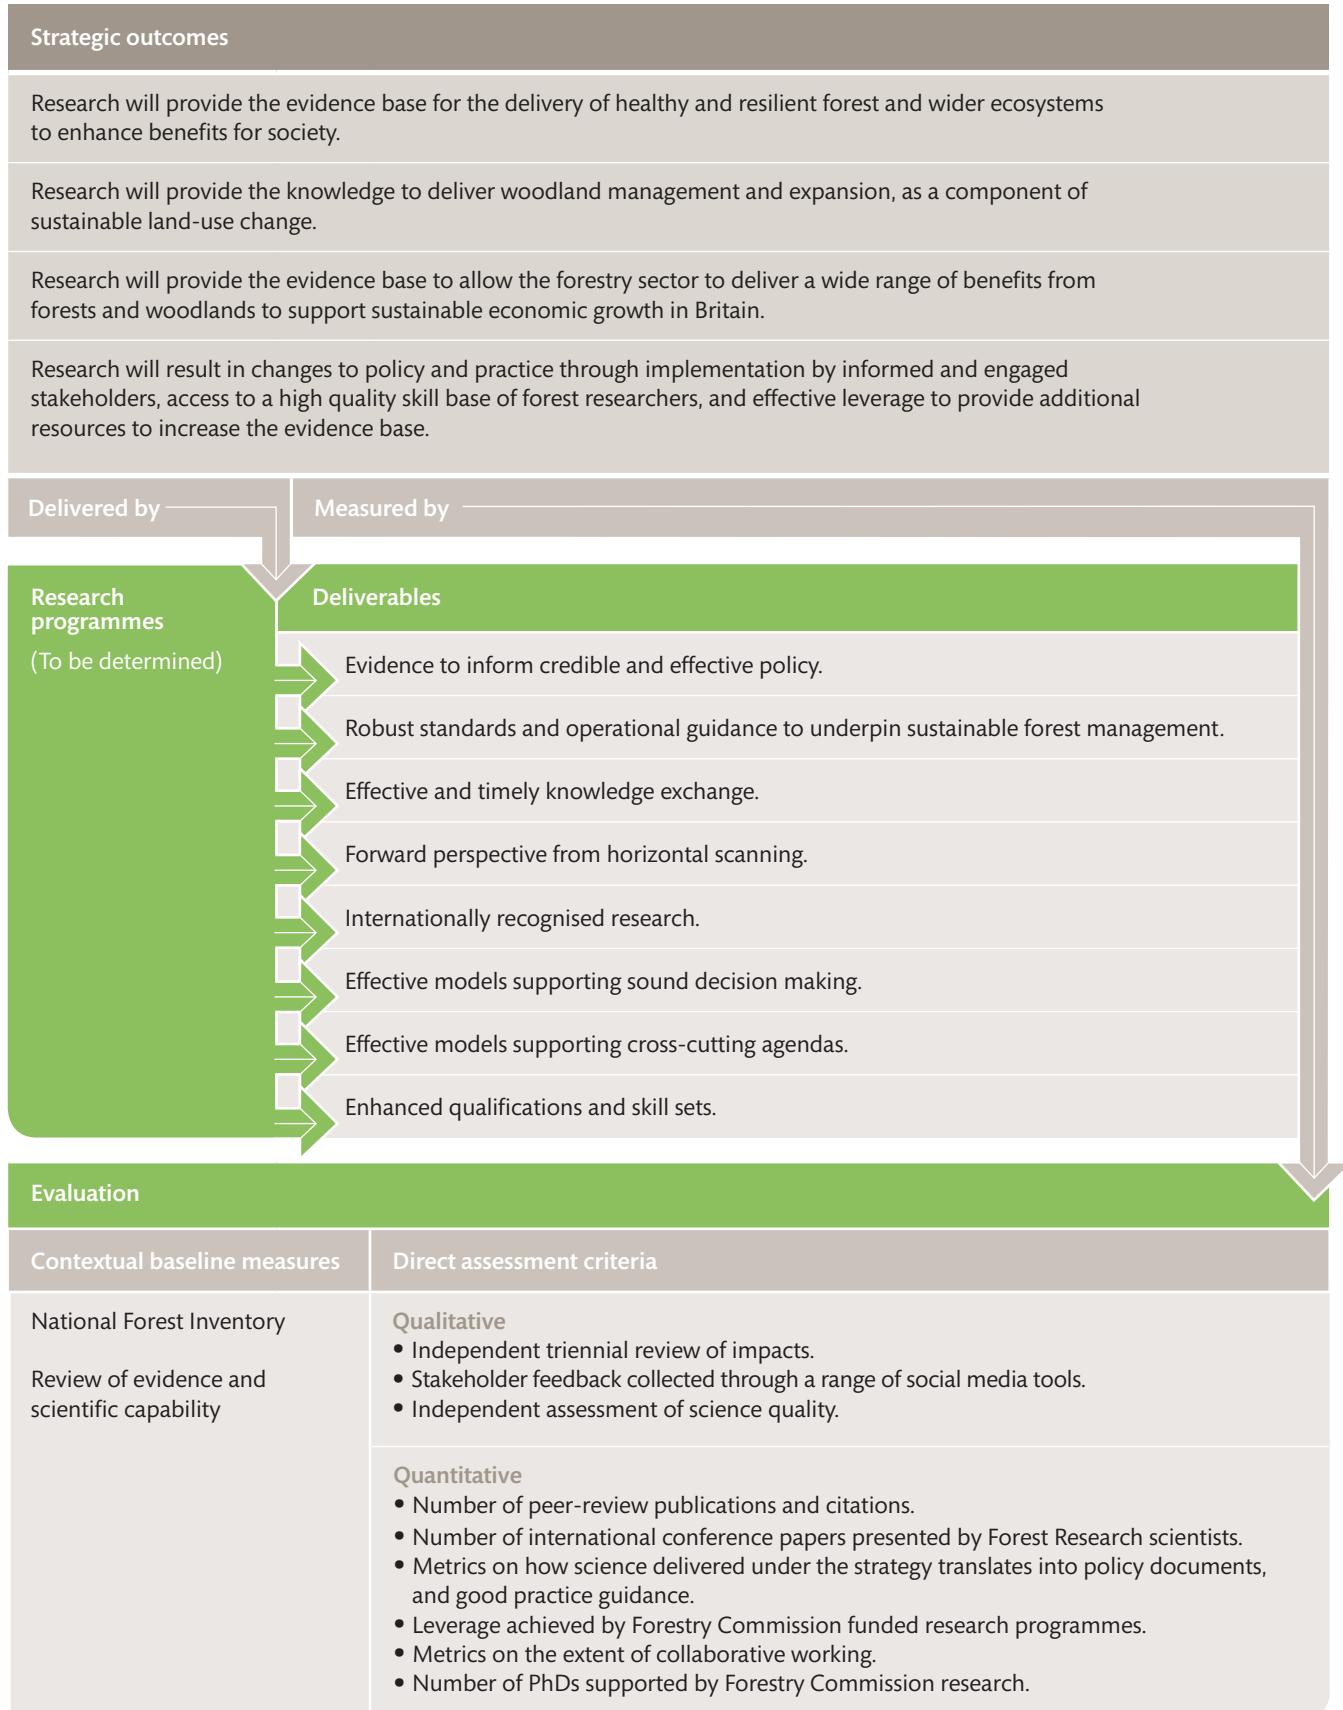 Strategic outcomes
Research will provide the evidence base for the delivery of healthy and resilient forest and wider ecosystems
to enhance benefits for society.
Research will provide the knowledge to deliver woodland management and expansion, as a component of
sustainable land-use change.
Research will provide the evidence base to allow the forestry sector to deliver a wide range of benefits from
forests and woodlands to support sustainable economic growth in Britain.
Research will result in changes to policy and practice through implementation by informed and engaged
stakeholders, access to a high quality skill base of forest researchers, and effective leverage to provide additional
resources to increase the evidence base.
Delivered by
Measured by
Research
programmes
(To be determined)
Deliverables
Evidence to inform credible and effective policy.
Robust standards and operational guidance to underpin sustainable forest management.
Effective and timely knowledge exchange.
Forward perspective from horizontal scanning.
Internationally recognised research.
Effective models supporting sound decision making.
Effective models supporting cross-cutting agendas.
Enhanced qualifications and skill sets.
Evaluation
Contextual baseline measures
Direct assessment criteria
National Forest Inventory
Review of evidence and
scientific capability
Qualitative
• Independent triennial review of impacts.
• Stakeholder feedback collected through a range of social media tools.
• Independent assessment of science quality.
Quantitative
• Number of peer-review publications and citations.
• Number of international conference papers presented by Forest Research scientists.
• Metrics on how science delivered under the strategy translates into policy documents,
and good practice guidance.
• Leverage achieved by Forestry Commission funded research programmes.
• Metrics on the extent of collaborative working.
• Number of PhDs supported by Forestry Commission research.